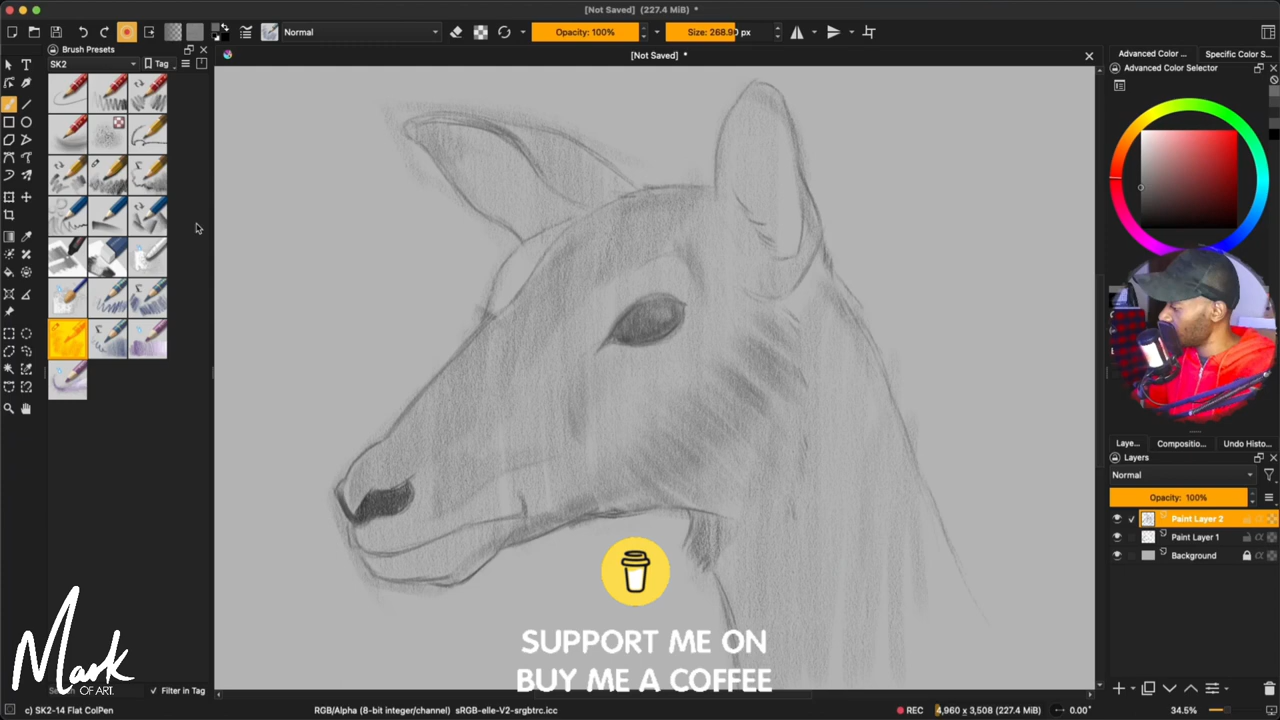 [Not Saved] (227.4 MiB) *
Normal
Opacity: 100%
Size: 268.90 px
Brush Presets
[Not Saved] *
Advanced Color ...
Specific Color S...
SK2
Tag
Advanced Color Selector
Laye...
Compositio...
Undo Histo...
Layers
Normal
Opacity: 100%
Paint Layer 2
Paint Layer 1
Background
SUPPORT ME ON
BUY ME A COFFEE
Mark
OF ART.
Filter in Tag
c) SK2-14 Flat ColPen
RGB/Alpha (8-bit integer/channel) sRGB-elle-V2-srgbtrc.icc
REC
4,960 x 3,508 (227.4 MiB)
0.00°
34.5%